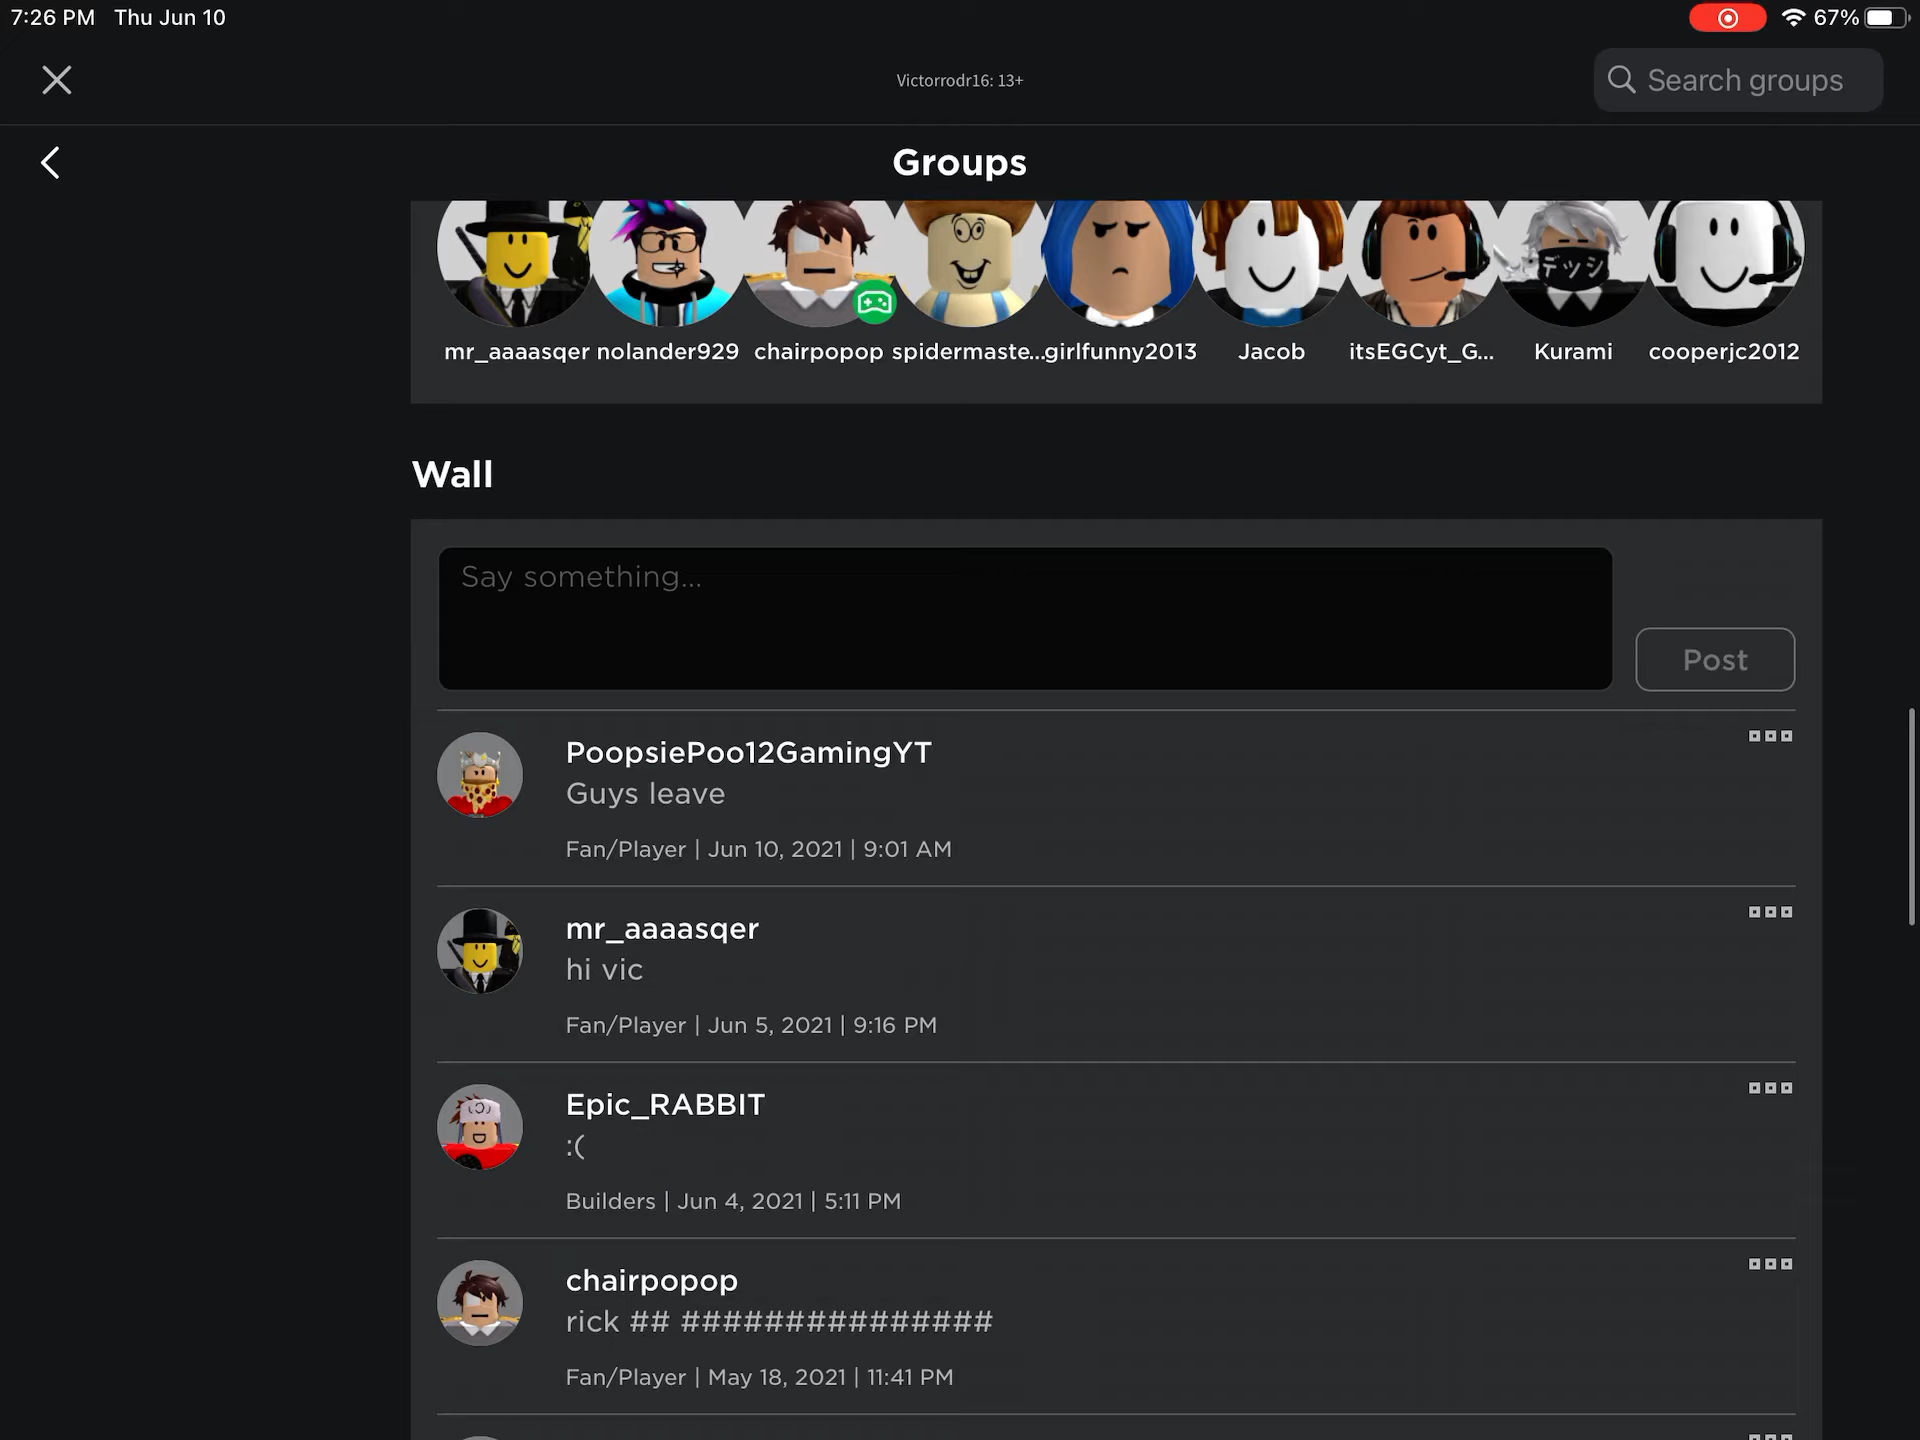 7:26 PM Thu Jun 10
67%
Victorrodr16: 13+
Search groups
Groups
デッシ
mr_aaaasqer nolander929 chairpopop spidermaste... girlfunny2013 Jacob itsEGCyt_G... Kurami cooperjc2012
Wall
Say something...
Post
PoopsiePoo12GamingYT
Guys leave
Fan/Player | Jun 10, 2021 | 9:01 AM
mr_aaaasqer
hi vic
Fan/Player | Jun 5, 2021 | 9:16 PM
Epic_RABBIT
:(
Builders | Jun 4, 2021 | 5:11 PM
chairpopop
rick ## ###############
Fan/Player | May 18, 2021 | 11:41 PM